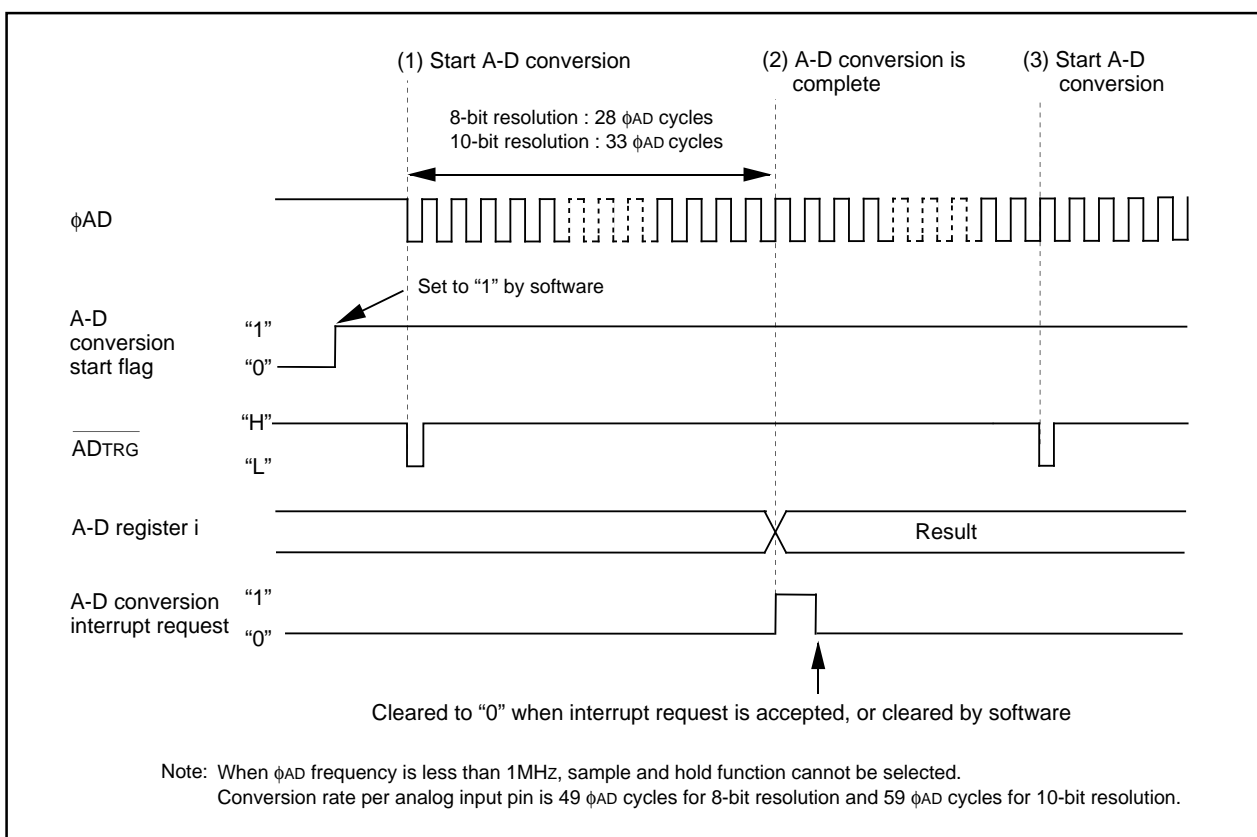 (1) Start A-D conversion
(2) A-D conversion is
complete
(3) Start A-D
conversion
8-bit resolution : 28 ϕAD cycles
10-bit resolution : 33 ϕAD cycles
ϕAD
Set to “1” by software
A-D
conversion
start flag
“1”
“0”
ADTRG
“H”
“L”
A-D register i
Result
A-D conversion
interrupt request
“1”
“0”
Cleared to “0” when interrupt request is accepted, or cleared by software
Note: When ϕAD frequency is less than 1MHZ, sample and hold function cannot be selected.
Conversion rate per analog input pin is 49 ϕAD cycles for 8-bit resolution and 59 ϕAD cycles for 10-bit resolution.